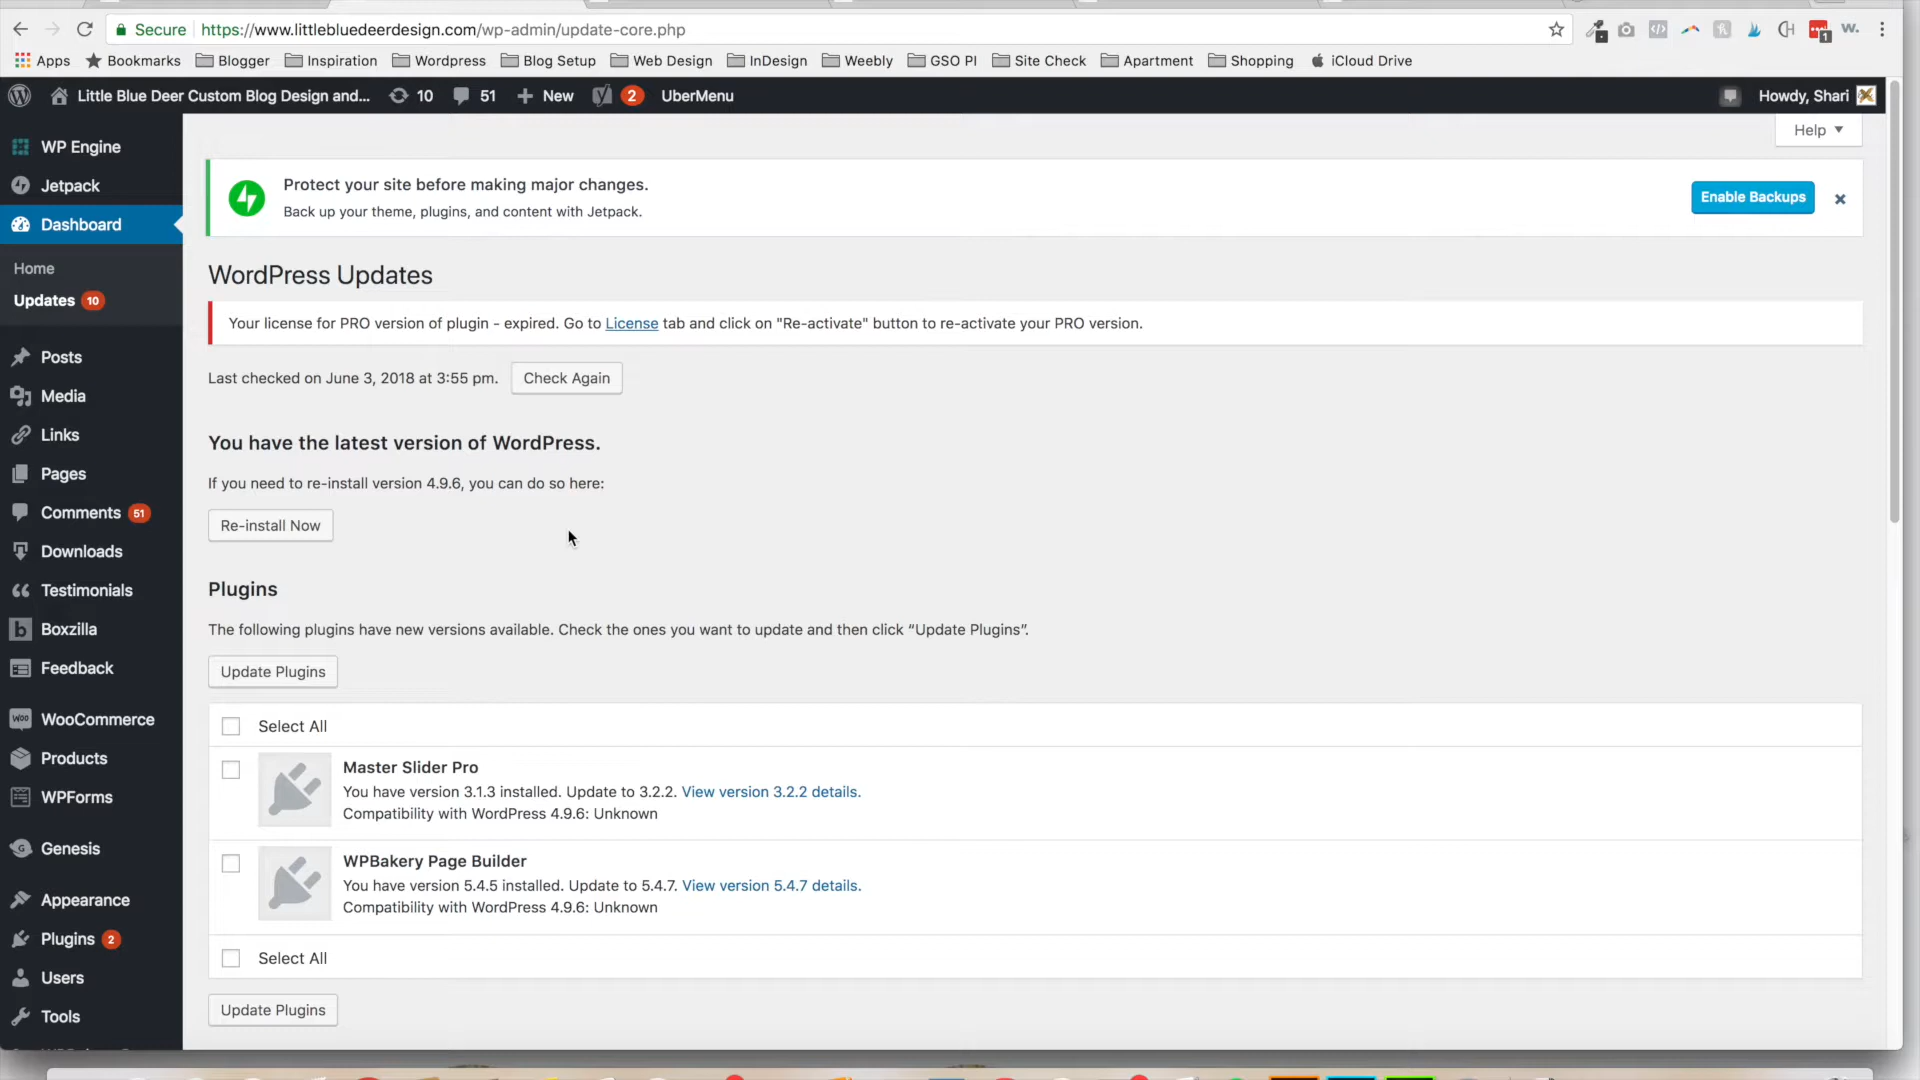 Secure https://www.littlebluedeerdesign.com/wp-admin/update-core.php
1
W.
Apps Bookmarks Blogger Inspiration Wordpress Blog Setup Web Design InDesign Weebly GSO PI Site Check Apartment Shopping iCloud Drive
Little Blue Deer Custom Blog Design and... 10 51 New 2 UberMenu Howdy, Shari
Help
WP Engine
Jetpack
Dashboard
Home
Updates 10
Posts
Media
Links
Pages
Comments 51
Downloads
Testimonials
Boxzilla
Feedback
WooCommerce
Products
WPForms
Genesis
Appearance
Plugins 2
Users
Tools
Protect your site before making major changes.
Back up your theme, plugins, and content with Jetpack.
Enable Backups
WordPress Updates
Your license for PRO version of plugin - expired. Go to License tab and click on "Re-activate" button to re-activate your PRO version.
Last checked on June 3, 2018 at 3:55 pm. Check Again
You have the latest version of WordPress.
If you need to re-install version 4.9.6, you can do so here:
Re-install Now
Plugins
The following plugins have new versions available. Check the ones you want to update and then click “Update Plugins”.
Update Plugins
Select All
Master Slider Pro
You have version 3.1.3 installed. Update to 3.2.2. View version 3.2.2 details.
Compatibility with WordPress 4.9.6: Unknown
WPBakery Page Builder
You have version 5.4.5 installed. Update to 5.4.7. View version 5.4.7 details.
Compatibility with WordPress 4.9.6: Unknown
Select All
Update Plugins